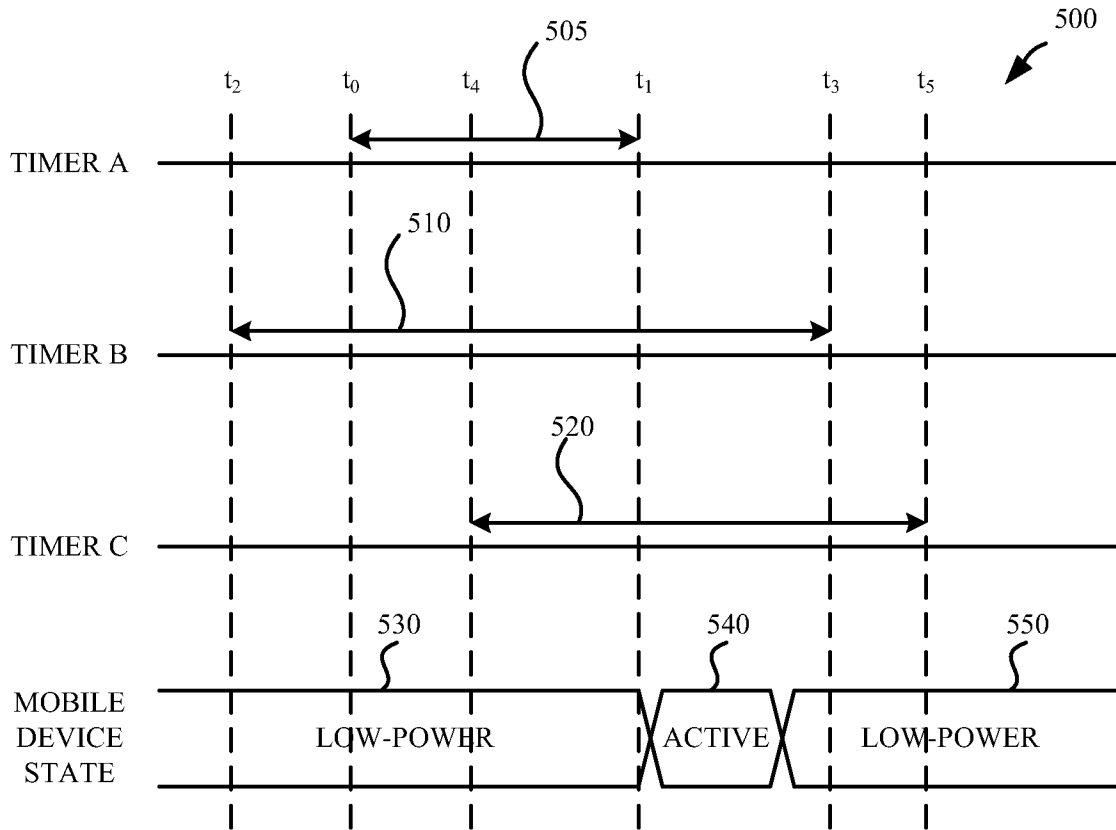 505
500
t2 t0 t4 t1 t3 t5
TIMER A
510
TIMER B
520
TIMER C
530 540 550
MOBILE
DEVICE
STATE
LOW-POWER ACTIVE LOW-POWER